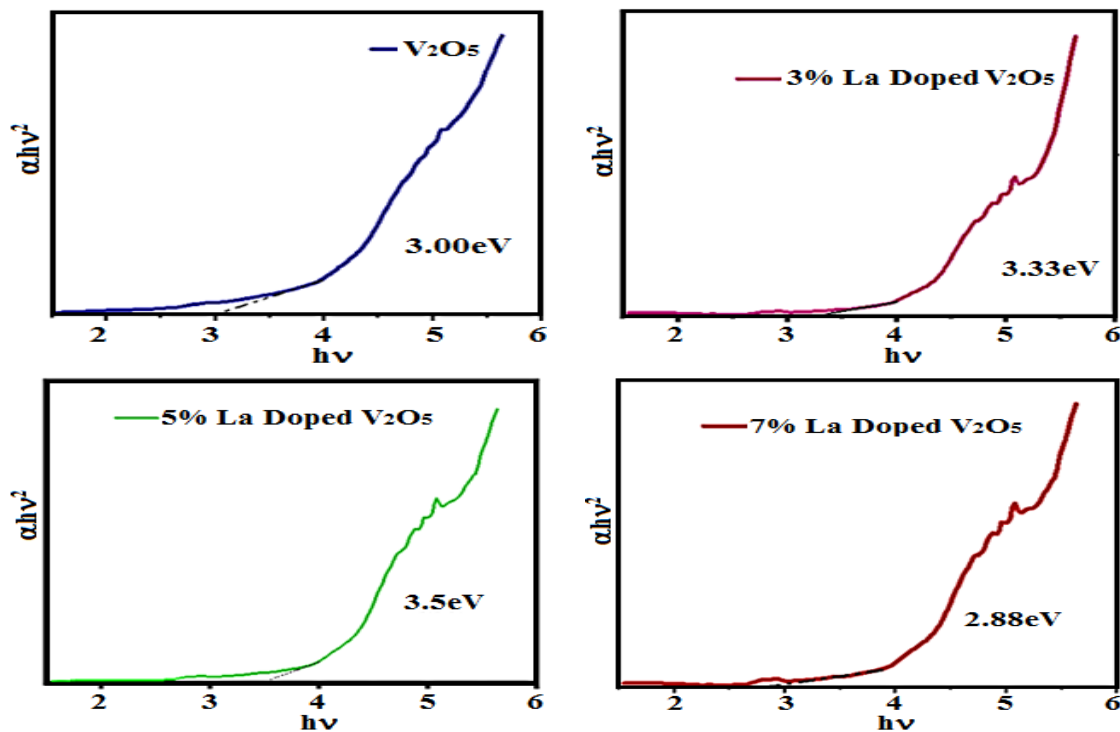 V₂O₅
αhν²
3.00eV
2 3 4 5 6
hν
3% La Doped V₂O₅
αhν²
3.33eV
2 3 4 5 6
hν
5% La Doped V₂O₅
αhν²
3.5eV
2 3 4 5 6
hν
7% La Doped V₂O₅
αhν²
2.88eV
2 3 4 5 6
hν